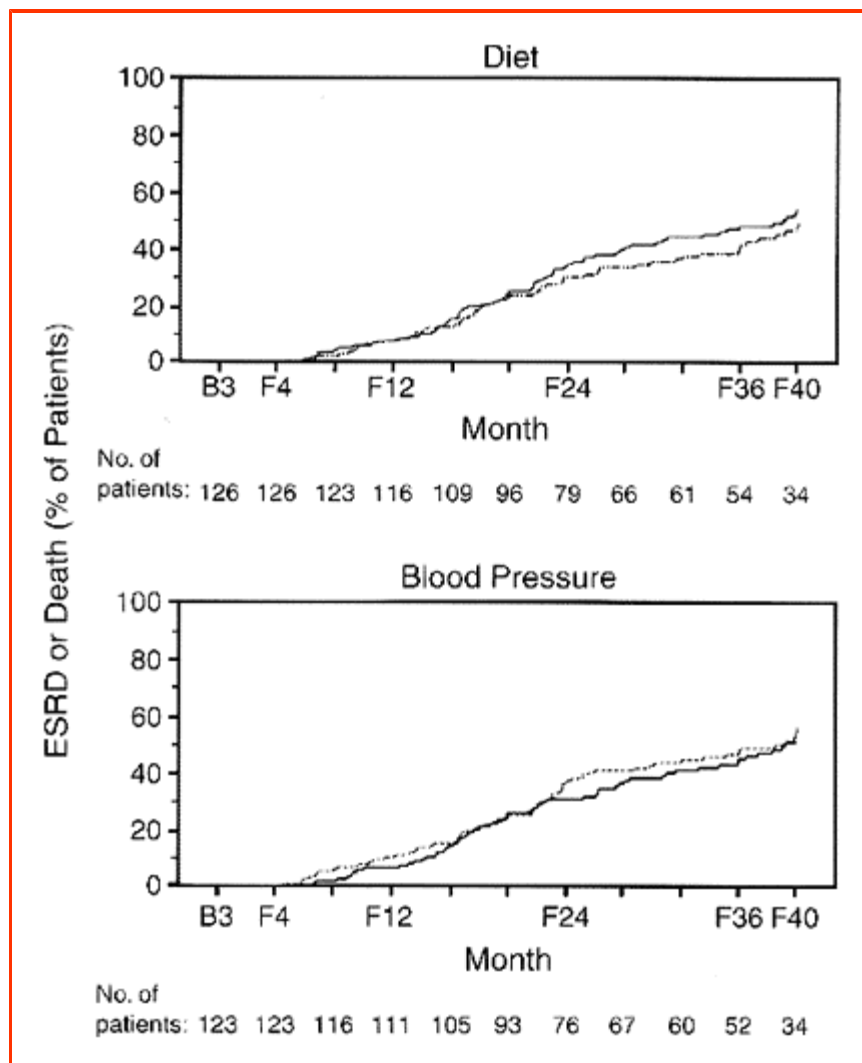 Diet
100
80
60
40
20
0
B3 F4 F12 F24 F36 F40
Month
No. of
patients: 126 126 123 116 109 96 79 66 61 54 34
ESRD or Death (% of Patients)
Blood Pressure
100
80
60
40
20
0
B3 F4 F12 F24 F36 F40
Month
No. of
patients: 123 123 116 111 105 93 76 67 60 52 34